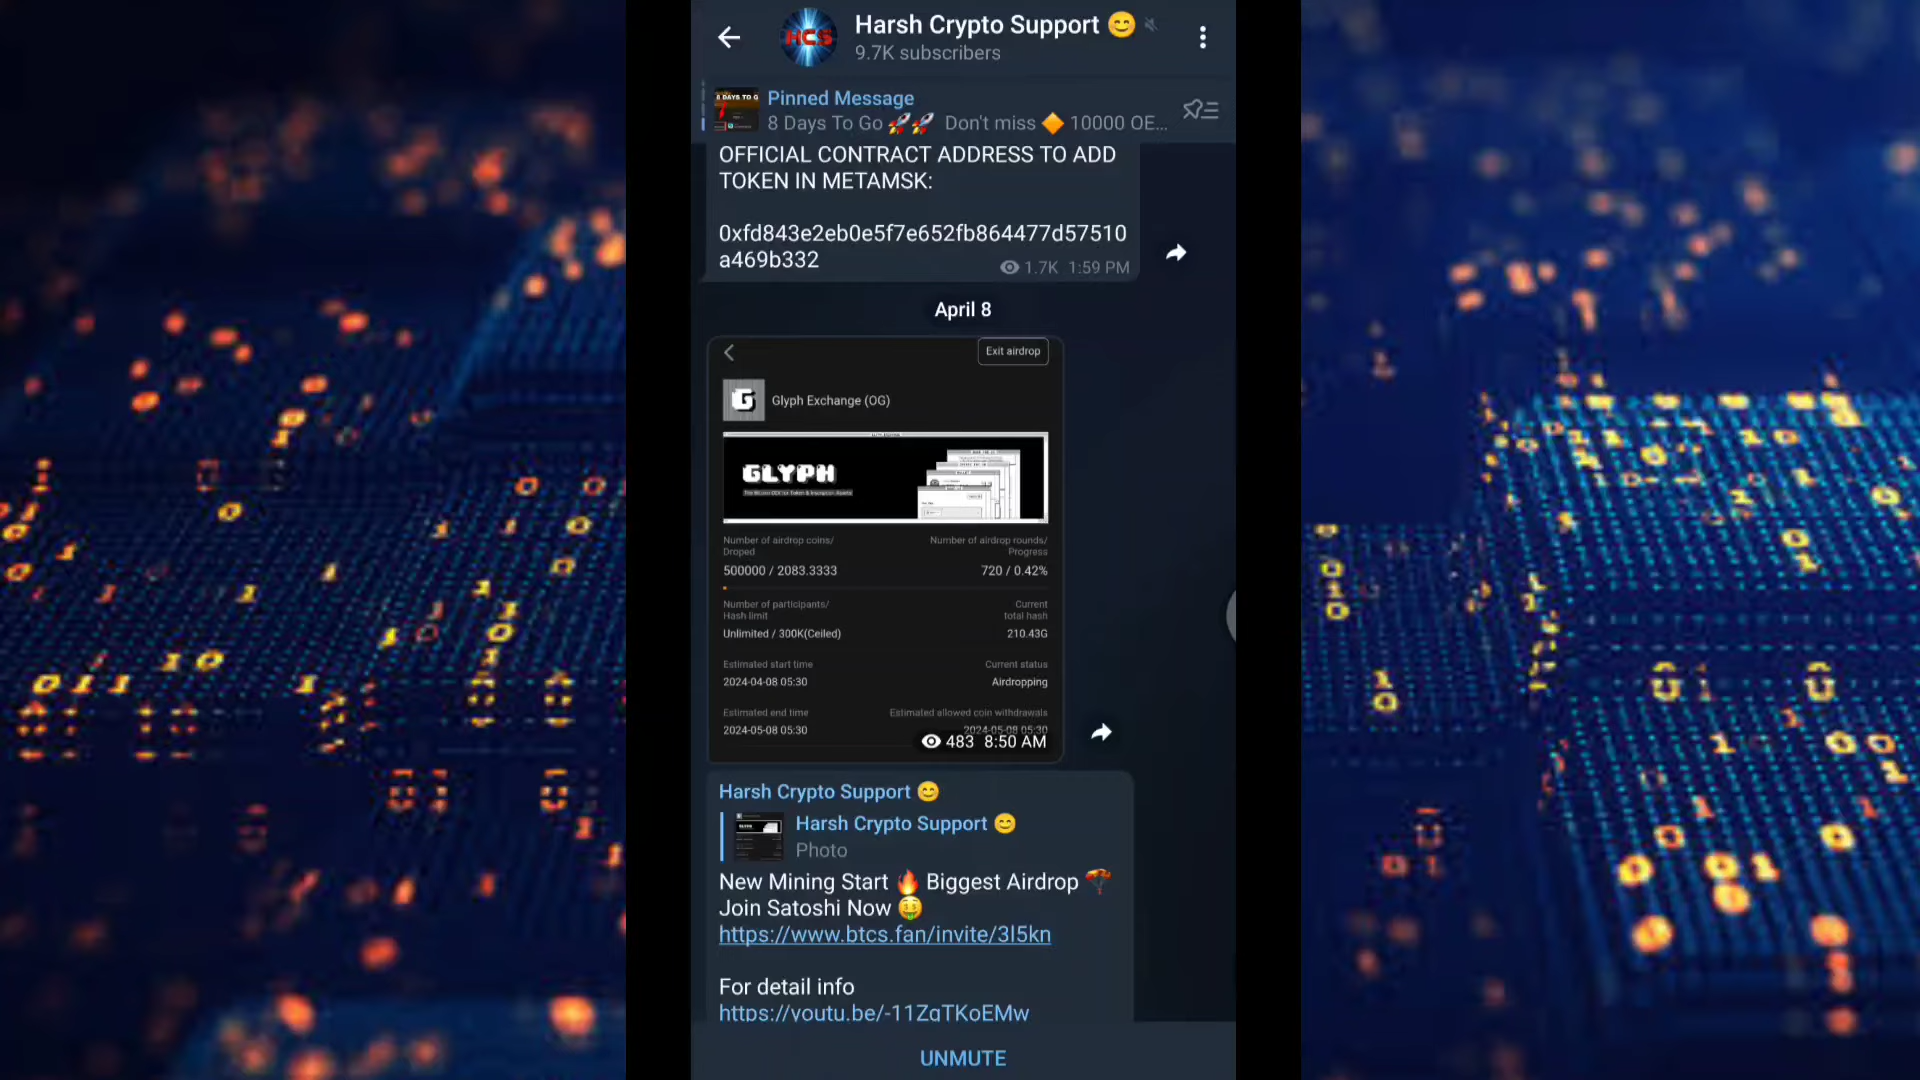 HCS
Harsh Crypto Support 😊
9.7K subscribers
8 DAYS TO G
Pinned Message
8 Days To Go 🚀🚀 Don't miss 🔶 10000 OE...
OFFICIAL CONTRACT ADDRESS TO ADD
TOKEN IN METAMSK:
0xfd843e2eb0e5f7e652fb864477d57510
a469b332
1.7K 1:59 PM
April 8
Exit airdrop
G
Glyph Exchange (OG)
GLYPH
Number of airdrop coins/
Droped
Number of airdrop rounds/
Progress
500000 / 2083.3333
720 / 0.42%
Number of participants/
Hash limit
Current
total hash
Unlimited / 300K(Ceiled)
210.43G
Estimated start time
Current status
2024-04-08 05:30
Airdropping
Estimated end time
Estimated allowed coin withdrawals
2024-05-08 05:30
2024-05-08 05:30
483 8:50 AM
Harsh Crypto Support 😊
Harsh Crypto Support 😊
Photo
New Mining Start 🔥 Biggest Airdrop 🪂
Join Satoshi Now 🤑
https://www.btcs.fan/invite/3l5kn
For detail info
https://youtu.be/-11ZgTKoEMw
UNMUTE